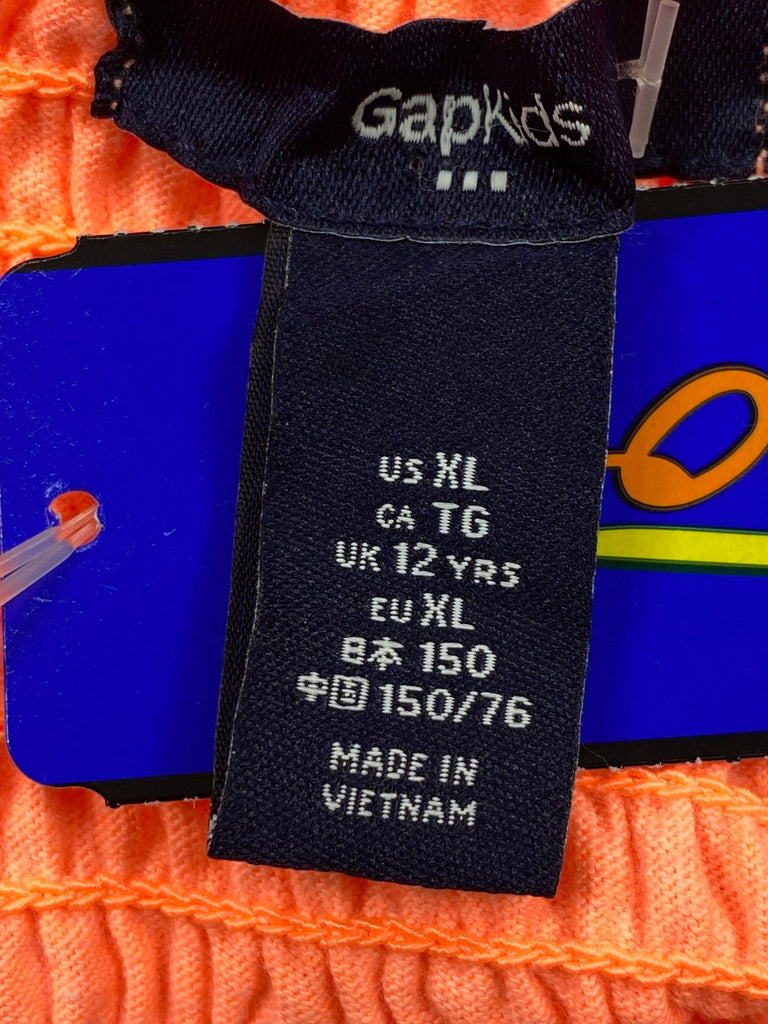 GapKids
US XL
CA TG
UK 12 YRS
EU XL
日本 150
中国 150/76
MADE IN
VIETNAM